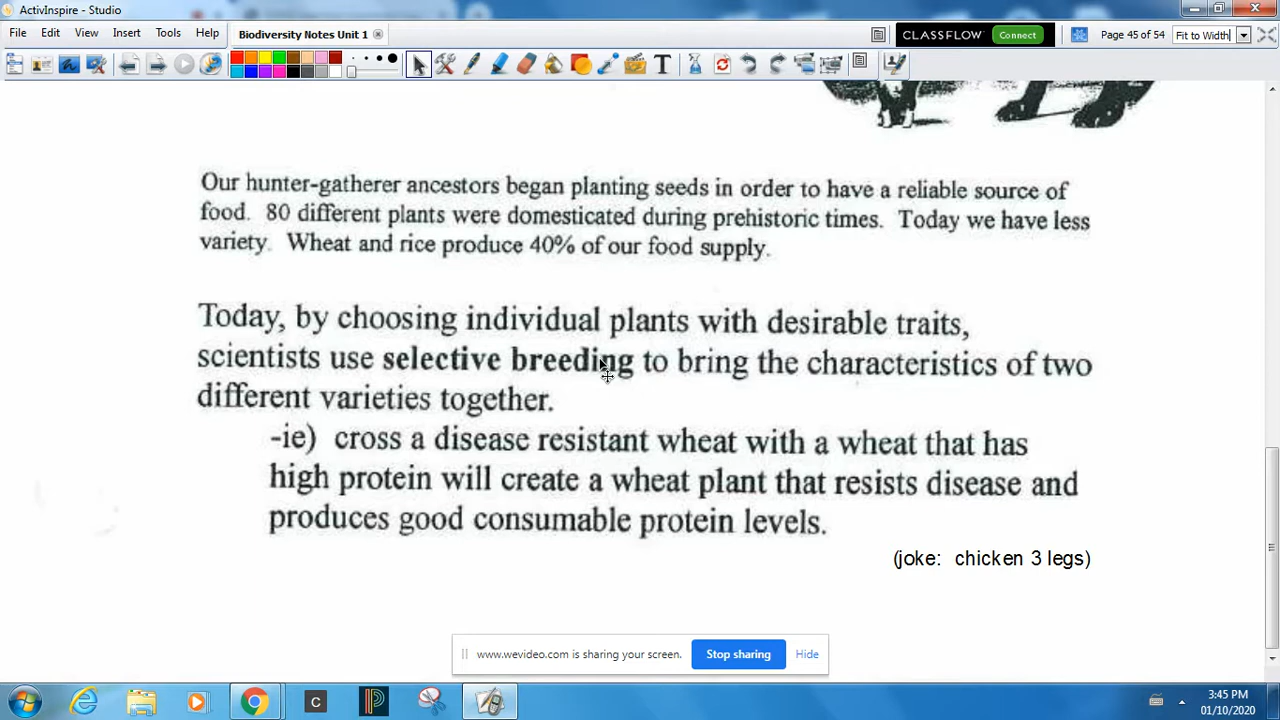 ActivInspire - Studio
File Edit View Insert Tools Help
Biodiversity Notes Unit 1
CLASSFLOW Connect
Page 45 of 54
Fit to Width
Our hunter-gatherer ancestors began planting seeds in order to have a reliable source of
food. 80 different plants were domesticated during prehistoric times. Today we have less
variety. Wheat and rice produce 40% of our food supply.
Today, by choosing individual plants with desirable traits,
scientists use selective breeding to bring the characteristics of two
different varieties together.
-ie) cross a disease resistant wheat with a wheat that has
high protein will create a wheat plant that resists disease and
produces good consumable protein levels.
(joke: chicken 3 legs)
www.wevideo.com is sharing your screen. Stop sharing Hide
C
3:45 PM
01/10/2020